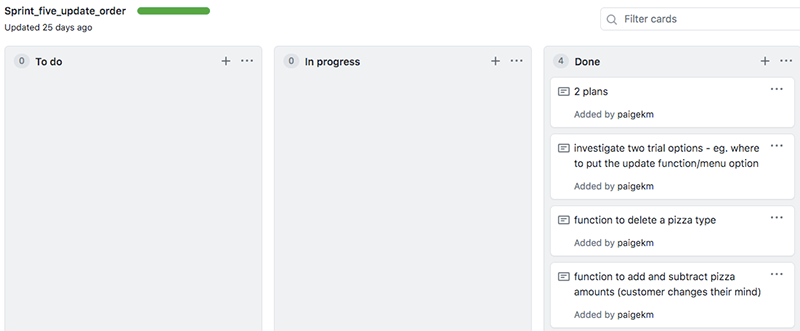 Sprint_five_update_order
Updated 25 days ago
Filter cards
0 To do
0 In progress
4 Done
2 plans
Added by paigekm
investigate two trial options - eg. where
to put the update function/menu option
Added by paigekm
function to delete a pizza type
Added by paigekm
function to add and subtract pizza
amounts (customer changes their mind)
Added by paigekm